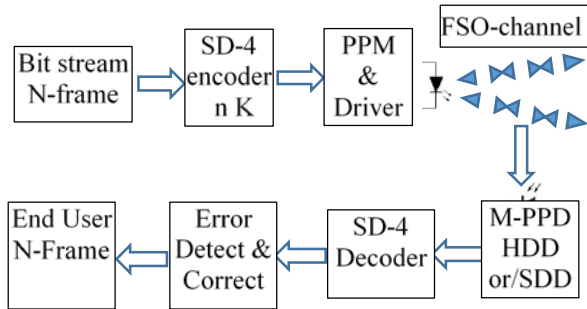 FSO-channel
Bit stream
N-frame
SD-4
encoder
n K
PPM
&
Driver
End User
N-Frame
Error
Detect &
Correct
SD-4
Decoder
M-PPD
HDD
or/SDD